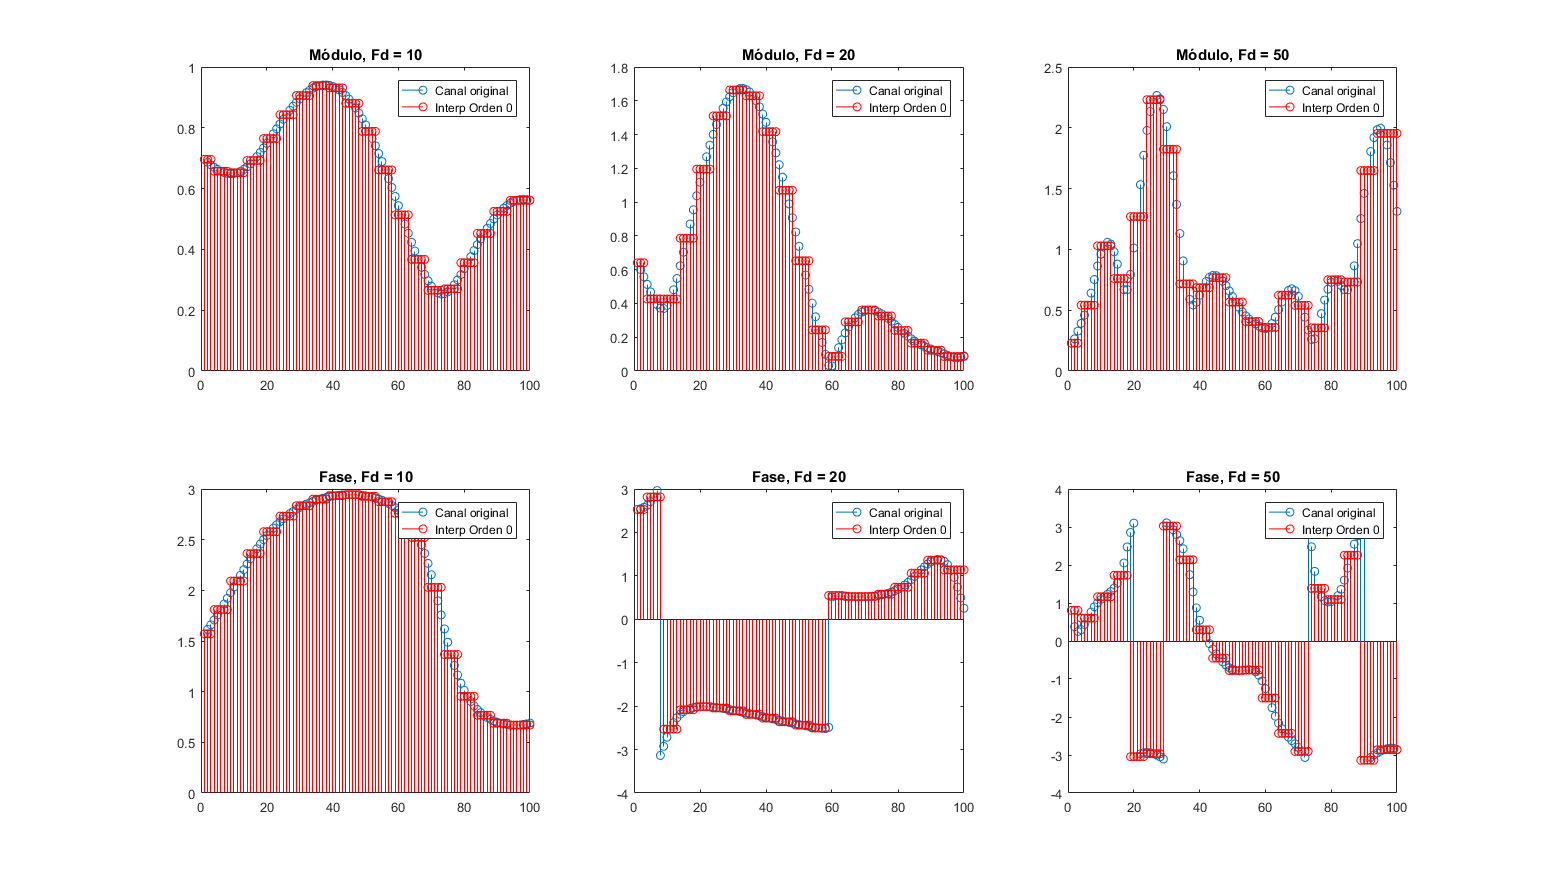 Módulo, Fd = 10
1
0.8
0.6
0.4
0.2
0
0 20 40 60 80 100
Canal original
Interp Orden 0
Módulo, Fd = 20
1.8
1.6
1.4
1.2
1
0.8
0.6
0.4
0.2
0
0 20 40 60 80 100
Canal original
Interp Orden 0
Módulo, Fd = 50
2.5
2
1.5
1
0.5
0
0 20 40 60 80 100
Canal original
Interp Orden 0
Fase, Fd = 10
3
2.5
2
1.5
1
0.5
0
0 20 40 60 80 100
Canal original
Interp Orden 0
Fase, Fd = 20
3
2
1
0
-1
-2
-3
-4
0 20 40 60 80 100
Canal original
Interp Orden 0
Fase, Fd = 50
4
3
2
1
0
-1
-2
-3
-4
0 20 40 60 80 100
Canal original
Interp Orden 0